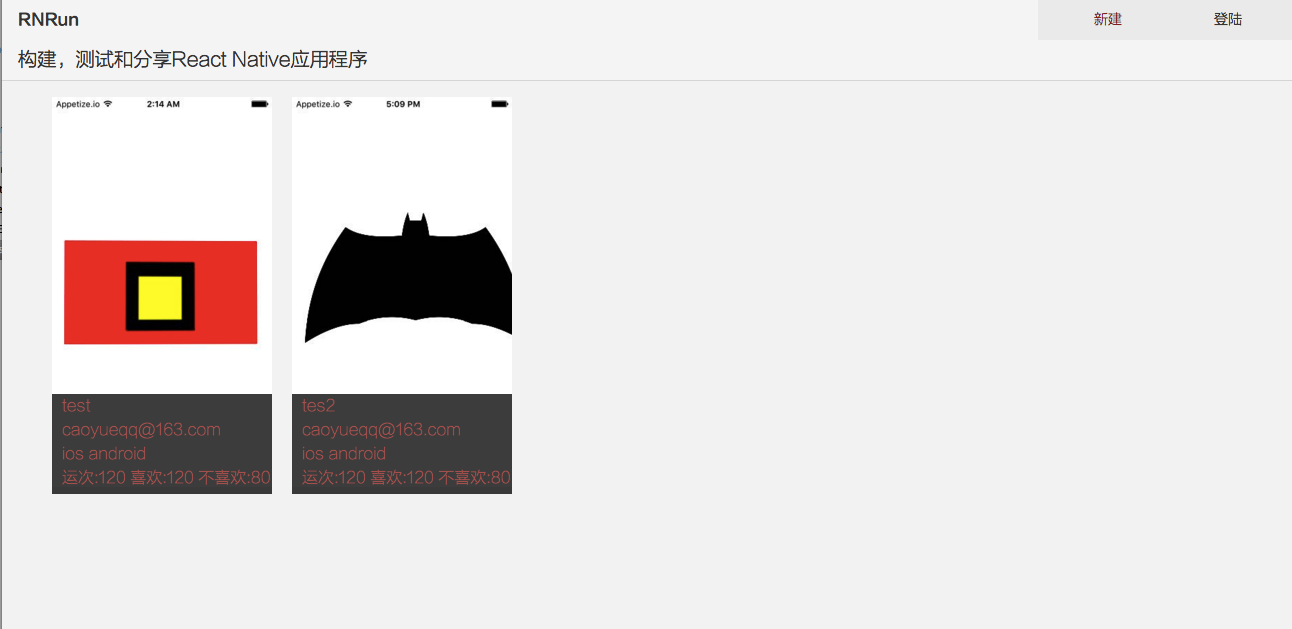 RNRun
新建
登陆
构建，测试和分享React Native应用程序
Appetize.io
2:14 AM
Appetize.io
5:09 PM
test
caoyueqq@163.com
ios android
运次:120 喜欢:120 不喜欢:80
tes2
caoyueqq@163.com
ios android
运次:120 喜欢:120 不喜欢:80